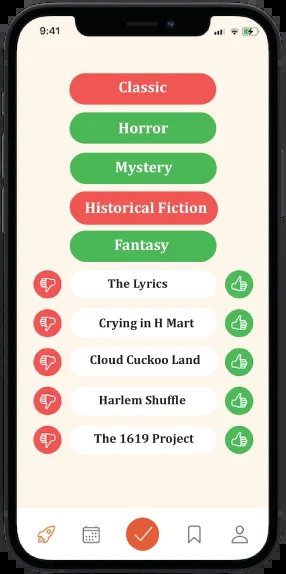 9:41
Classic
Horror
Mystery
Historical Fiction
Fantasy
The Lyrics
Crying in H Mart
Cloud Cuckoo Land
Harlem Shuffle
The 1619 Project